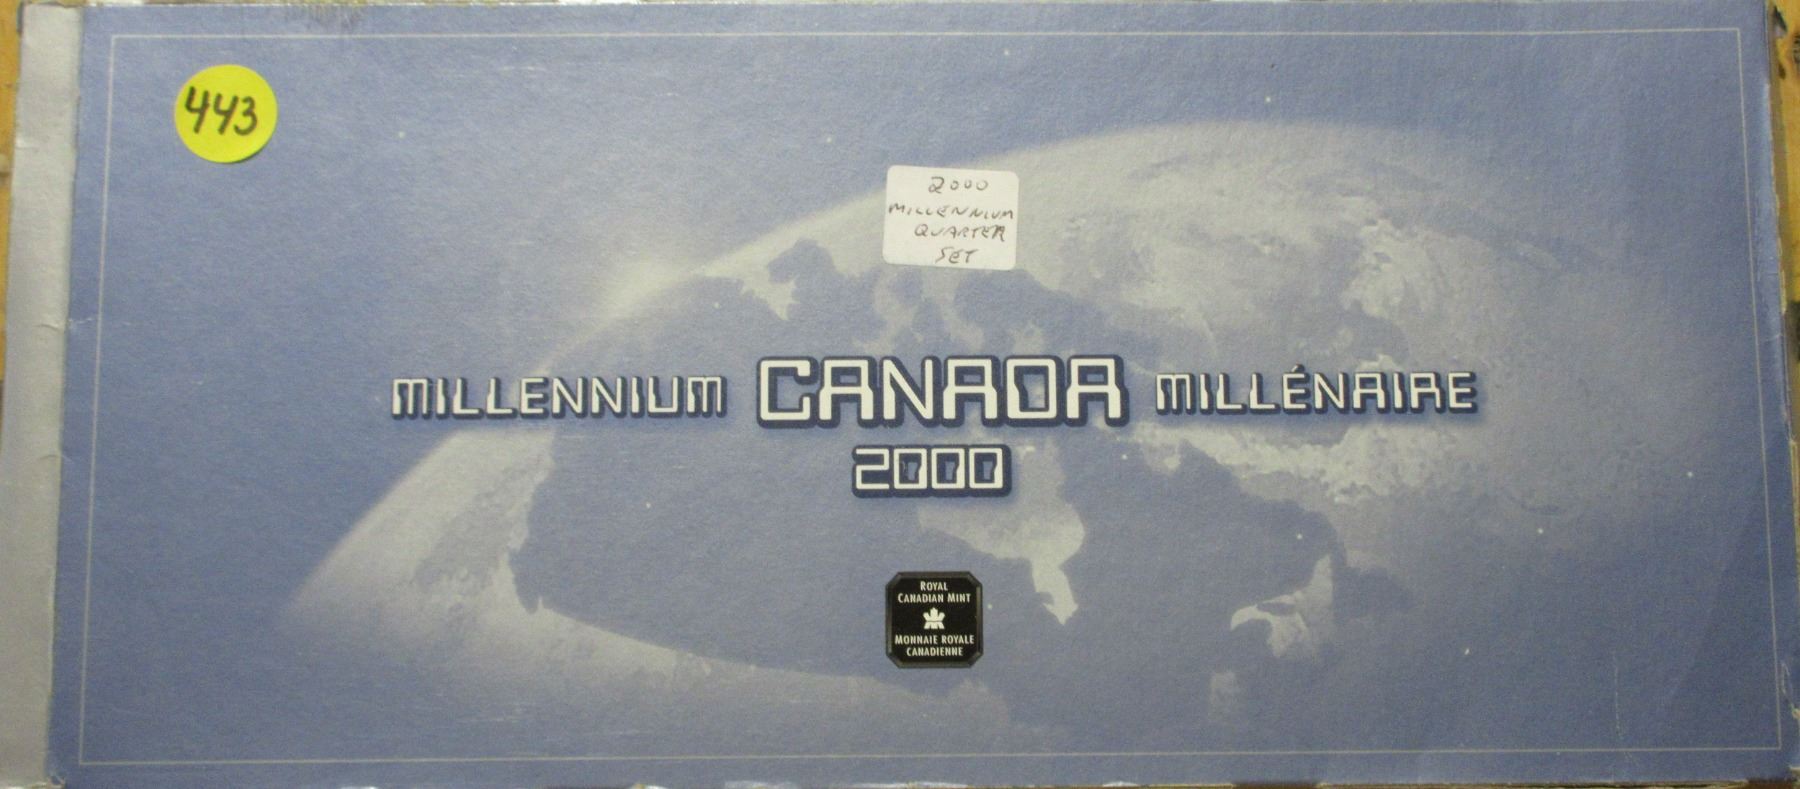 443
2000
MILLENNIUM
QUARTER
SET
MILLENNIUM CANADA MILLÉNAIRE
2000
ROYAL
CANADIAN MINT
MONNAIE ROYALE
CANADIENNE